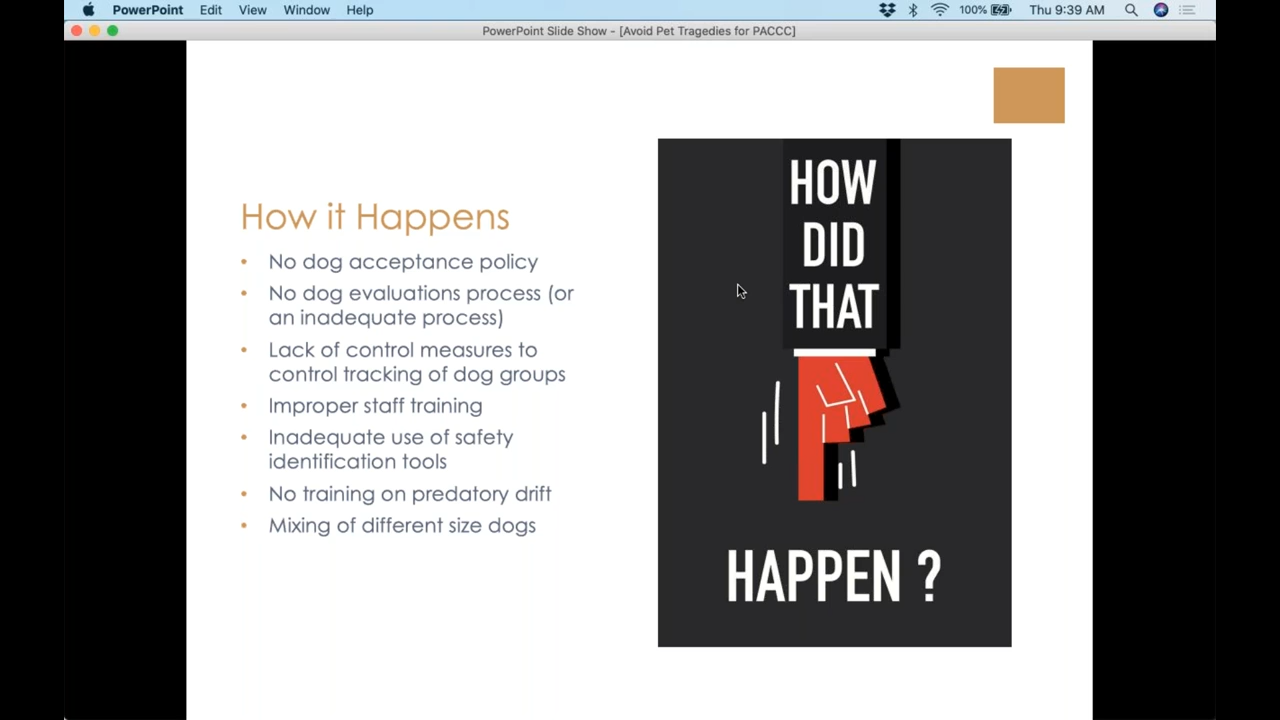 PowerPoint Edit View Window Help 100% Thu 9:39 AM
PowerPoint Slide Show - [Avoid Pet Tragedies for PACCC]
How it Happens
• No dog acceptance policy
• No dog evaluations process (or
an inadequate process)
• Lack of control measures to
control tracking of dog groups
• Improper staff training
• Inadequate use of safety
identification tools
• No training on predatory drift
• Mixing of different size dogs
HOW
DID
THAT
HAPPEN ?